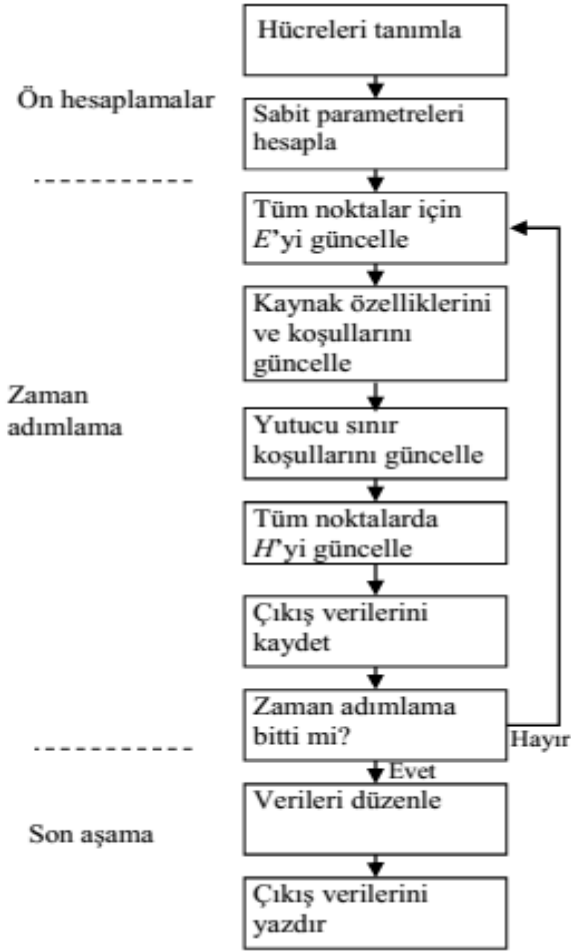 Hücreleri tanımla
Ön hesaplamalar
Sabit parametreleri
hesapla
Tüm noktalar için
E'yi güncelle
Kaynak özelliklerini
ve koşullarını
güncelle
Zaman
adımlama
Yutucu sınır
koşullarını güncelle
Tüm noktalarda
H'yi güncelle
Çıkış verilerini
kaydet
Zaman adımlama
bitti mi?
Hayır
Evet
Verileri düzenle
Son aşama
Çıkış verilerini
yazdır